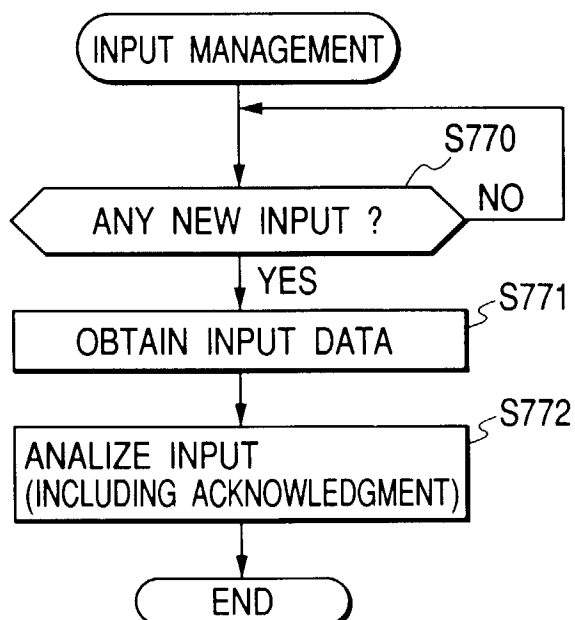 INPUT MANAGEMENT
S770
ANY NEW INPUT ?
NO
YES
S771
OBTAIN INPUT DATA
S772
ANALIZE INPUT
(INCLUDING ACKNOWLEDGMENT)
END